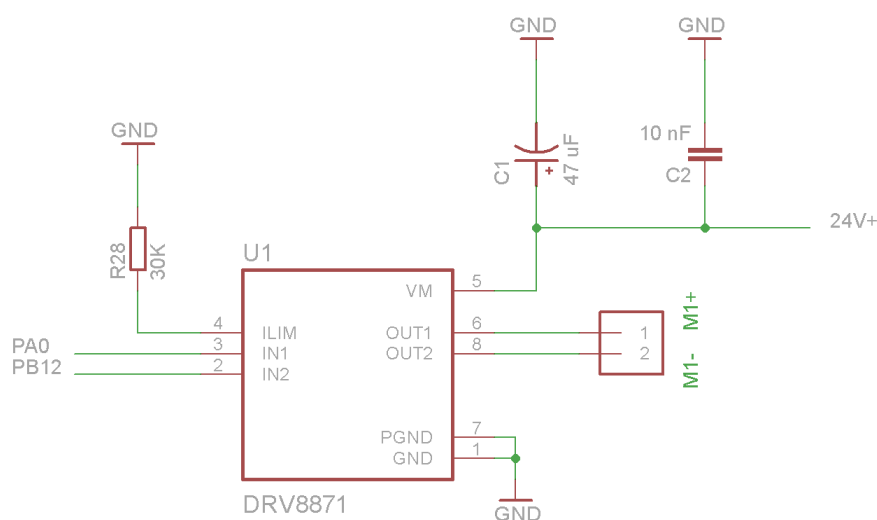 GND
GND
GND
10 nF
C1
47 uF
C2
R28
30K
24V+
U1
VM
5
4
ILIM
OUT1
6
1
M1+
PA0
3
IN1
OUT2
8
2
M1-
PB12
2
IN2
PGND
7
GND
1
DRV8871
GND
+